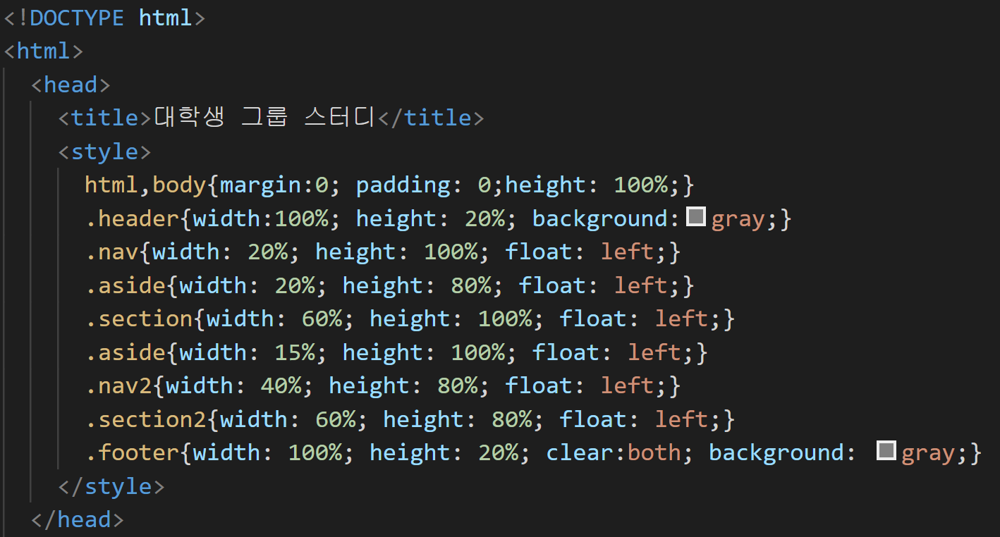 <!DOCTYPE html>
<html>
<head>
<title>대학생 그룹 스터디</title>
<style>
html,body{margin:0; padding: 0;height: 100%;}
.header{width:100%; height: 20%; background:gray;}
.nav{width: 20%; height: 100%; float: left;}
.aside{width: 20%; height: 80%; float: left;}
.section{width: 60%; height: 100%; float: left;}
.aside{width: 15%; height: 100%; float: left;}
.nav2{width: 40%; height: 80%; float: left;}
.section2{width: 60%; height: 80%; float: left;}
.footer{width: 100%; height: 20%; clear:both; background: gray;}
</style>
</head>